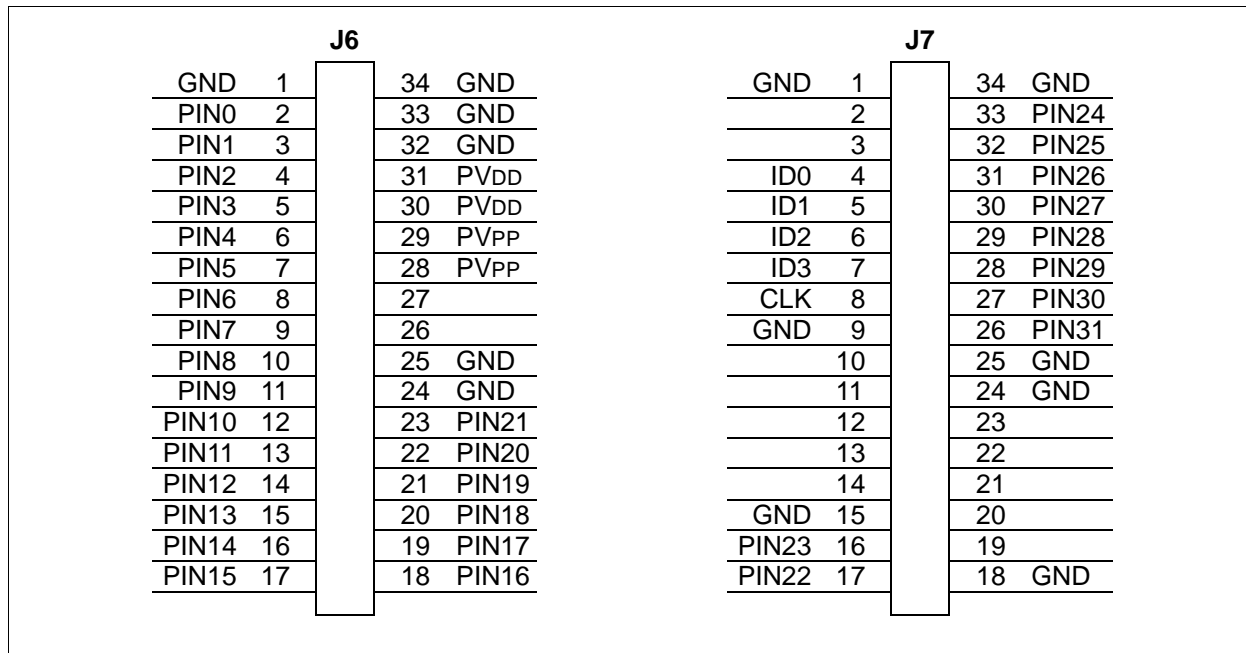 J6 J7
GND 1 34 GND GND 1 34 GND
PIN0 2 33 GND 2 33 PIN24
PIN1 3 32 GND 3 32 PIN25
PIN2 4 31 PVDD ID0 4 31 PIN26
PIN3 5 30 PVDD ID1 5 30 PIN27
PIN4 6 29 PVPP ID2 6 29 PIN28
PIN5 7 28 PVPP ID3 7 28 PIN29
PIN6 8 27 CLK 8 27 PIN30
PIN7 9 26 GND 9 26 PIN31
PIN8 10 25 GND 10 25 GND
PIN9 11 24 GND 11 24 GND
PIN10 12 23 PIN21 12 23
PIN11 13 22 PIN20 13 22
PIN12 14 21 PIN19 14 21
PIN13 15 20 PIN18 GND 15 20
PIN14 16 19 PIN17 PIN23 16 19
PIN15 17 18 PIN16 PIN22 17 18 GND